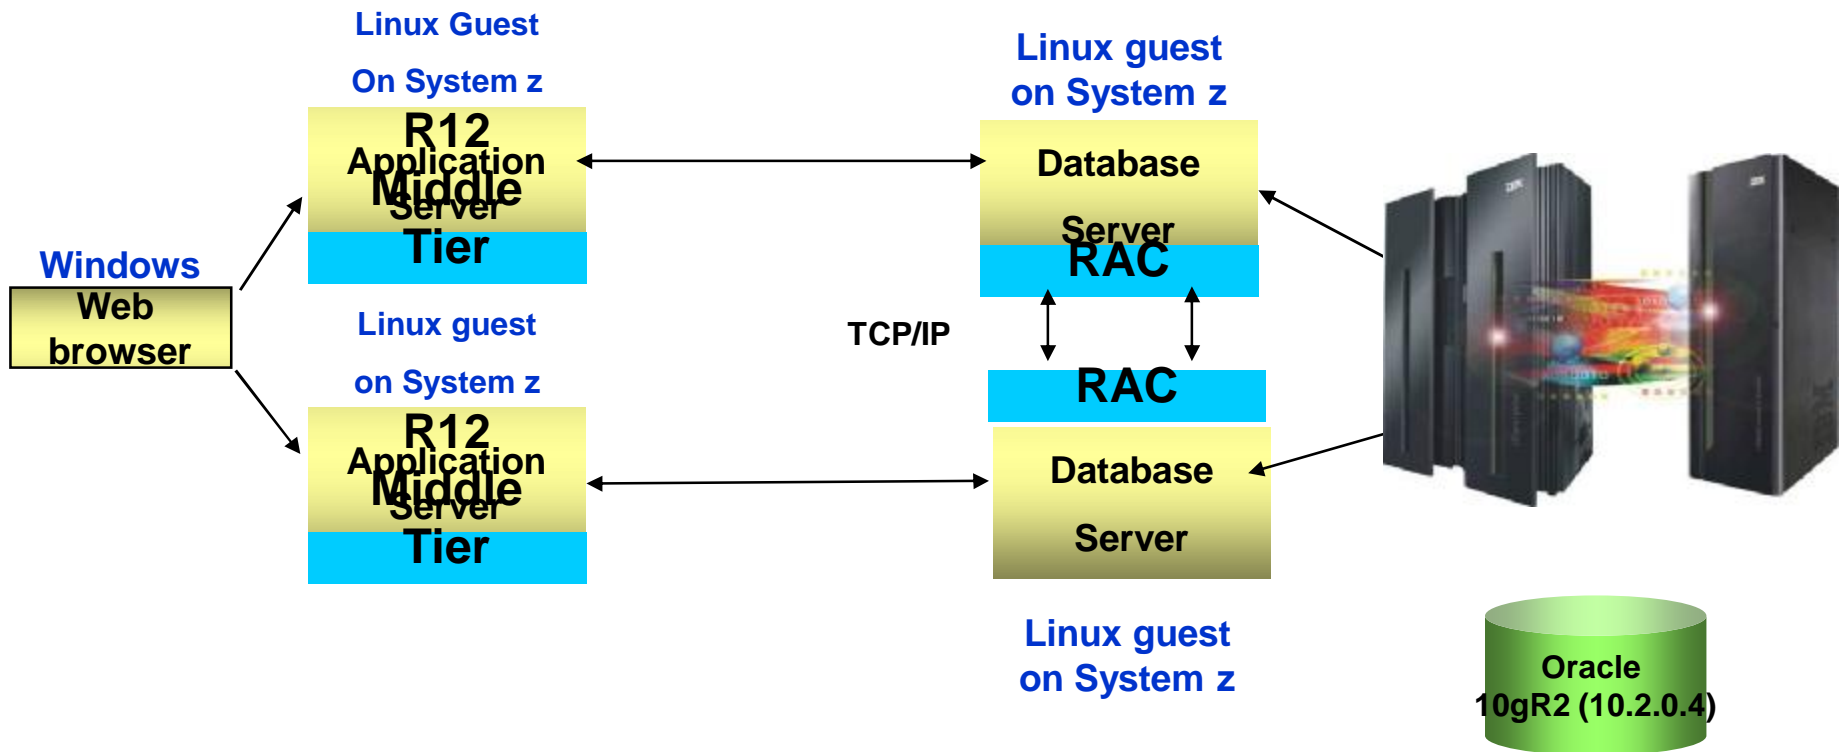 Linux Guest
On System z
R12
Application
Middle
Server
Tier
Windows
Web
browser
Linux guest
on System z
R12
Application
Middle
Server
Tier
Linux guest
on System z
Database
Server
RAC
TCP/IP
RAC
Database
Server
Linux guest
on System z
IBM
Oracle
10gR2 (10.2.0.4)